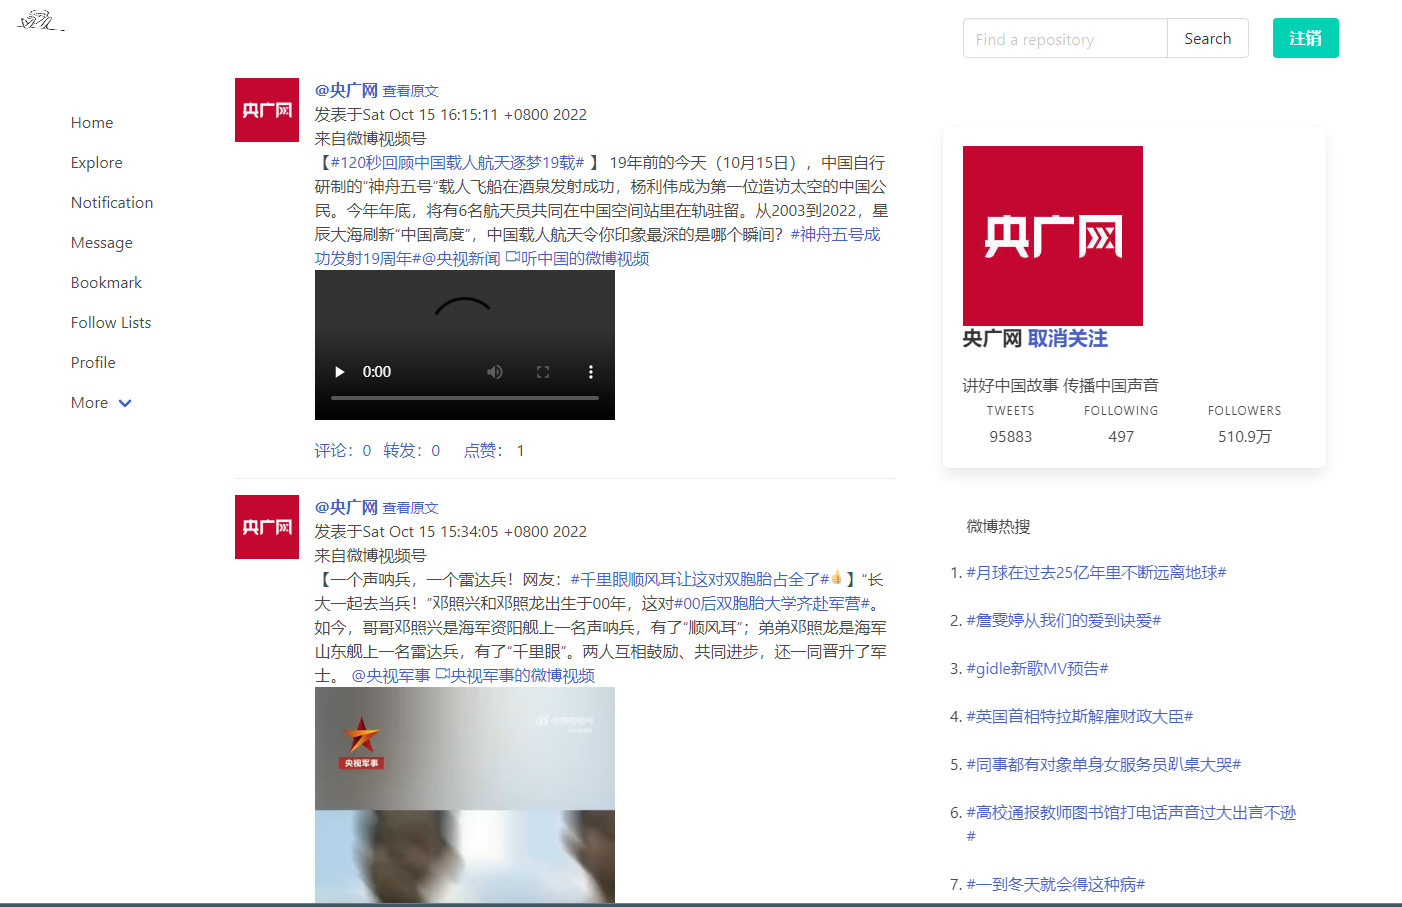 Find a repository
Search
注销
Home
Explore
Notification
Message
Bookmark
Follow Lists
Profile
More
央广网
@央广网 查看原文
发表于Sat Oct 15 16:15:11 +0800 2022
来自微博视频号
【#120秒回顾中国载人航天逐梦19载# 】 19年前的今天（10月15日），中国自行
研制的“神舟五号”载人飞船在酒泉发射成功，杨利伟成为第一位造访太空的中国公
民。今年年底，将有6名航天员共同在中国空间站里在轨驻留。从2003到2022，星
辰大海刷新“中国高度”，中国载人航天令你印象最深的是哪个瞬间？#神舟五号成
功发射19周年#@央视新闻 听中国的微博视频
0:00
评论：0 转发：0 点赞： 1
央广网
@央广网 查看原文
发表于Sat Oct 15 15:34:05 +0800 2022
来自微博视频号
【一个声呐兵，一个雷达兵！网友：#千里眼顺风耳让这对双胞胎占全了#👍】“长
大一起去当兵！”邓照兴和邓照龙出生于00年，这对#00后双胞胎大学齐赴军营#。
如今，哥哥邓照兴是海军资阳舰上一名声呐兵，有了“顺风耳”；弟弟邓照龙是海军
山东舰上一名雷达兵，有了“千里眼”。两人互相鼓励、共同进步，还一同晋升了军
士。 @央视军事 央视军事的微博视频
央视军事
央广网
央广网 取消关注
讲好中国故事 传播中国声音
TWEETS FOLLOWING FOLLOWERS
95883 497 510.9万
微博热搜
1. #月球在过去25亿年里不断远离地球#
2. #詹雯婷从我们的爱到诀爱#
3. #gidle新歌MV预告#
4. #英国首相特拉斯解雇财政大臣#
5. #同事都有对象单身女服务员趴桌大哭#
6. #高校通报教师图书馆打电话声音过大出言不逊
#
7. #一到冬天就会得这种病#